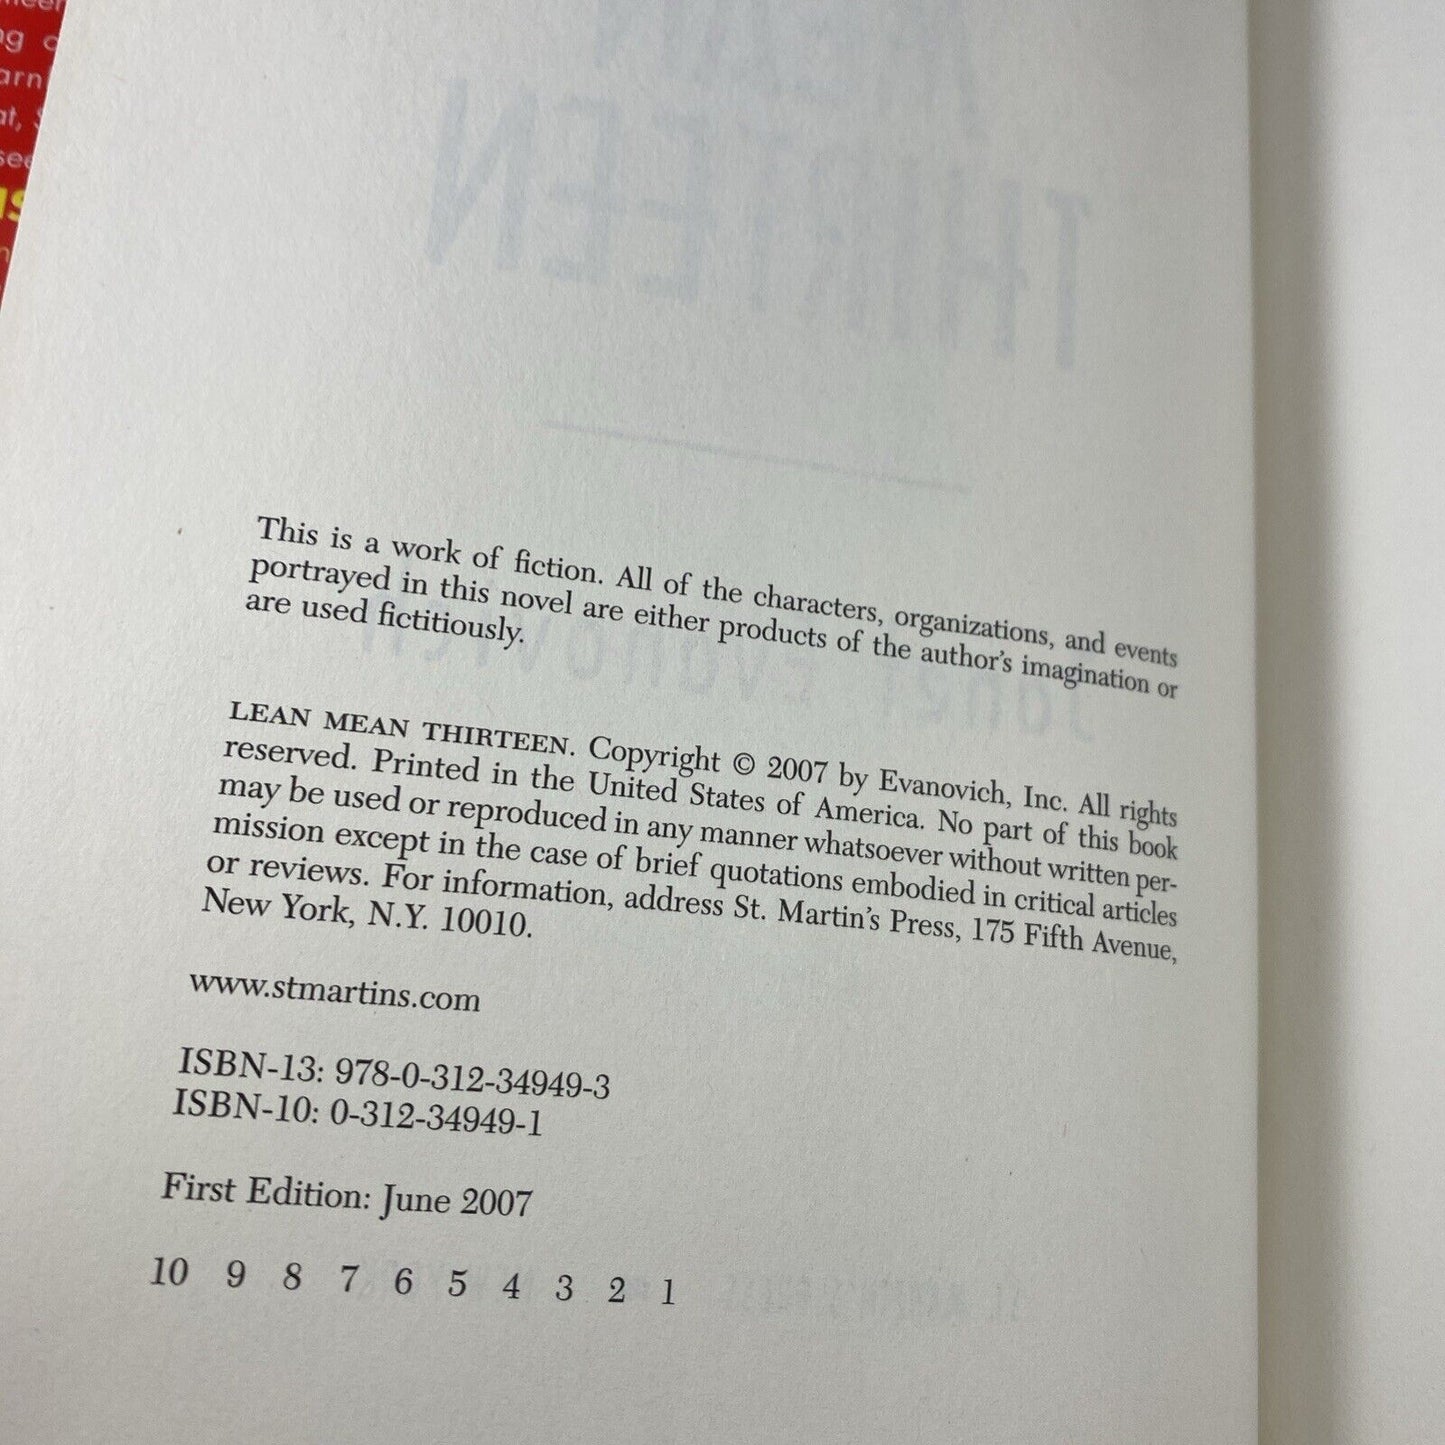 ng
at,
THIRTEEN
This is a work of fiction. All of the characters, organizations, and events
portrayed in this novel are either products of the author's imagination or
are used fictitiously.
Janet Evanovich
LEAN MEAN THIRTEEN. Copyright © 2007 by Evanovich, Inc. All rights
reserved. Printed in the United States of America. No part of this book
may be used or reproduced in any manner whatsoever without written per-
mission except in the case of brief quotations embodied in critical articles
or reviews. For information, address St. Martin's Press, 175 Fifth Avenue,
New York, N.Y. 10010.
www.stmartins.com
ISBN-13: 978-0-312-34949-3
ISBN-10: 0-312-34949-1
First Edition: June 2007
10 9 8 7 6 5 4 3 2 1